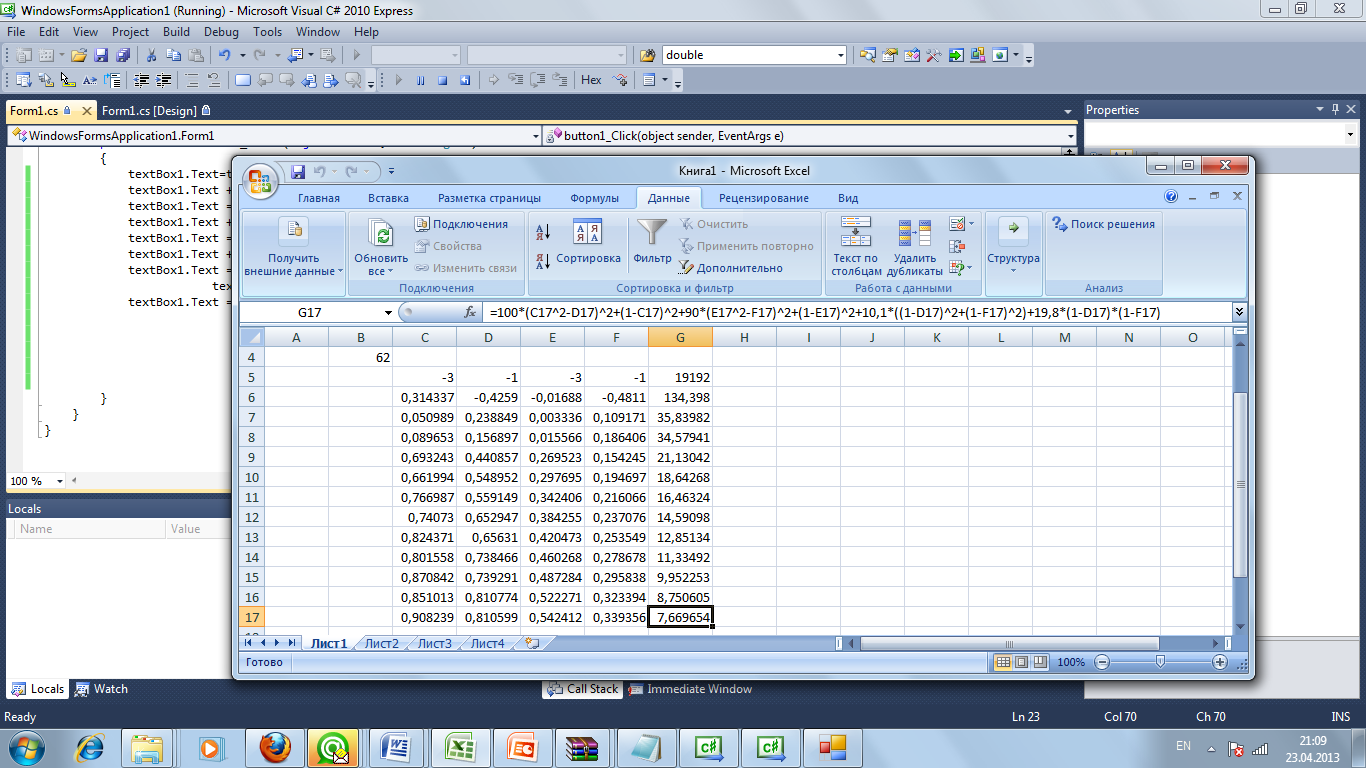 WindowsFormsApplication1 (Running) - Microsoft Visual C# 2010 Express
File Edit View Project Build Debug Tools Window Help
double
Hex
Form1.cs Form1.cs [Design]
Properties
WindowsFormsApplication1.Form1 button1_Click(object sender, EventArgs e)
{
textBox1.Text=t
textBox1.Text +
textBox1.Text =
textBox1.Text +
textBox1.Text =
textBox1.Text +
textBox1.Text =
tex
textBox1.Text =
}
}
}
100 %
Locals
Name Value
Книга1 - Microsoft Excel
Главная Вставка Разметка страницы Формулы Данные Рецензирование Вид
Получить внешние данные
Обновить все
Подключения
Свойства
Изменить связи
Подключения
Сортировка
Фильтр
Очистить
Применить повторно
Дополнительно
Сортировка и фильтр
Текст по столбцам
Удалить дубликаты
Работа с данными
Структура
Поиск решения
Анализ
G17 fx =100*(C17^2-D17)^2+(1-C17)^2+90*(E17^2-F17)^2+(1-E17)^2+10,1*((1-D17)^2+(1-F17)^2)+19,8*(1-D17)*(1-F17)
A B C D E F G H I J K L M N O
4 62
5 -3 -1 -3 -1 19192
6 0,314337 -0,4259 -0,01688 -0,4811 134,398
7 0,050989 0,238849 0,003336 0,109171 35,83982
8 0,089653 0,156897 0,015566 0,186406 34,57941
9 0,693243 0,440857 0,269523 0,154245 21,13042
10 0,661994 0,548952 0,297695 0,194697 18,64268
11 0,766987 0,559149 0,342406 0,216066 16,46324
12 0,74073 0,652947 0,384255 0,237076 14,59098
13 0,824371 0,65631 0,420473 0,253549 12,85134
14 0,801558 0,738466 0,460268 0,278678 11,33492
15 0,870842 0,739291 0,487284 0,295838 9,952253
16 0,851013 0,810774 0,522271 0,323394 8,750605
17 0,908239 0,810599 0,542412 0,339356 7,669654
Лист1 Лист2 Лист3 Лист4
Готово 100%
Locals Watch Call Stack Immediate Window
Ready Ln 23 Col 70 Ch 70 INS
EN 21:09
23.04.2013